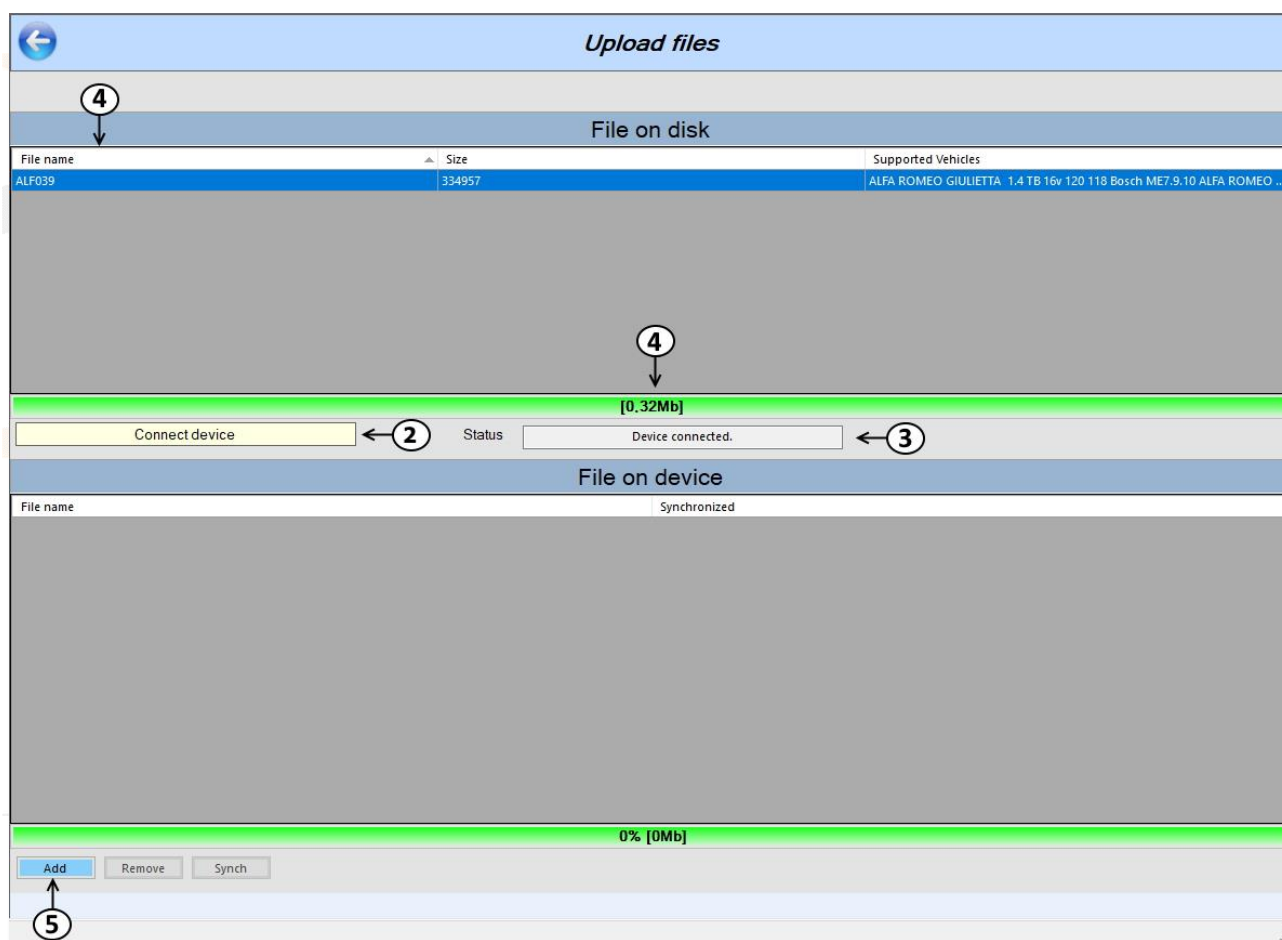 Upload files
4
File on disk
File name Size Supported Vehicles
ALF039 334957 ALFA ROMEO GIULIETTA 1.4 TB 16v 120 118 Bosch ME7.9.10 ALFA ROMEO ...
4
[0.32Mb]
Connect device 2 Status Device connected. 3
File on device
File name Synchronized
0% [0Mb]
Add Remove Synch
5